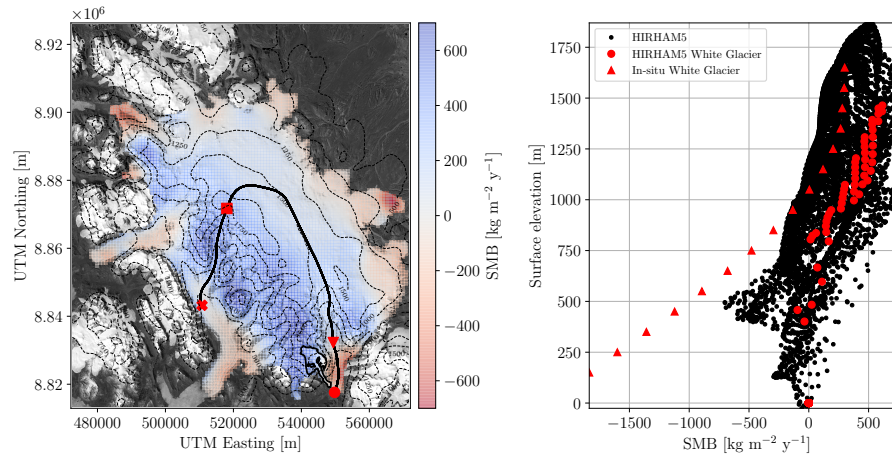 ×10⁶
8.92
8.90
8.88
8.86
8.84
8.82
UTM Northing [m]
480000 500000 520000 540000 560000
UTM Easting [m]
1250
1250
600
400
200
0
−200
−400
−600
SMB [kg m⁻² y⁻¹]
HIRHAM5
HIRHAM5 White Glacier
In-situ White Glacier
1750
1500
1250
1000
750
500
250
0
Surface elevation [m]
−1500 −1000 −500 0 500
SMB [kg m⁻² y⁻¹]